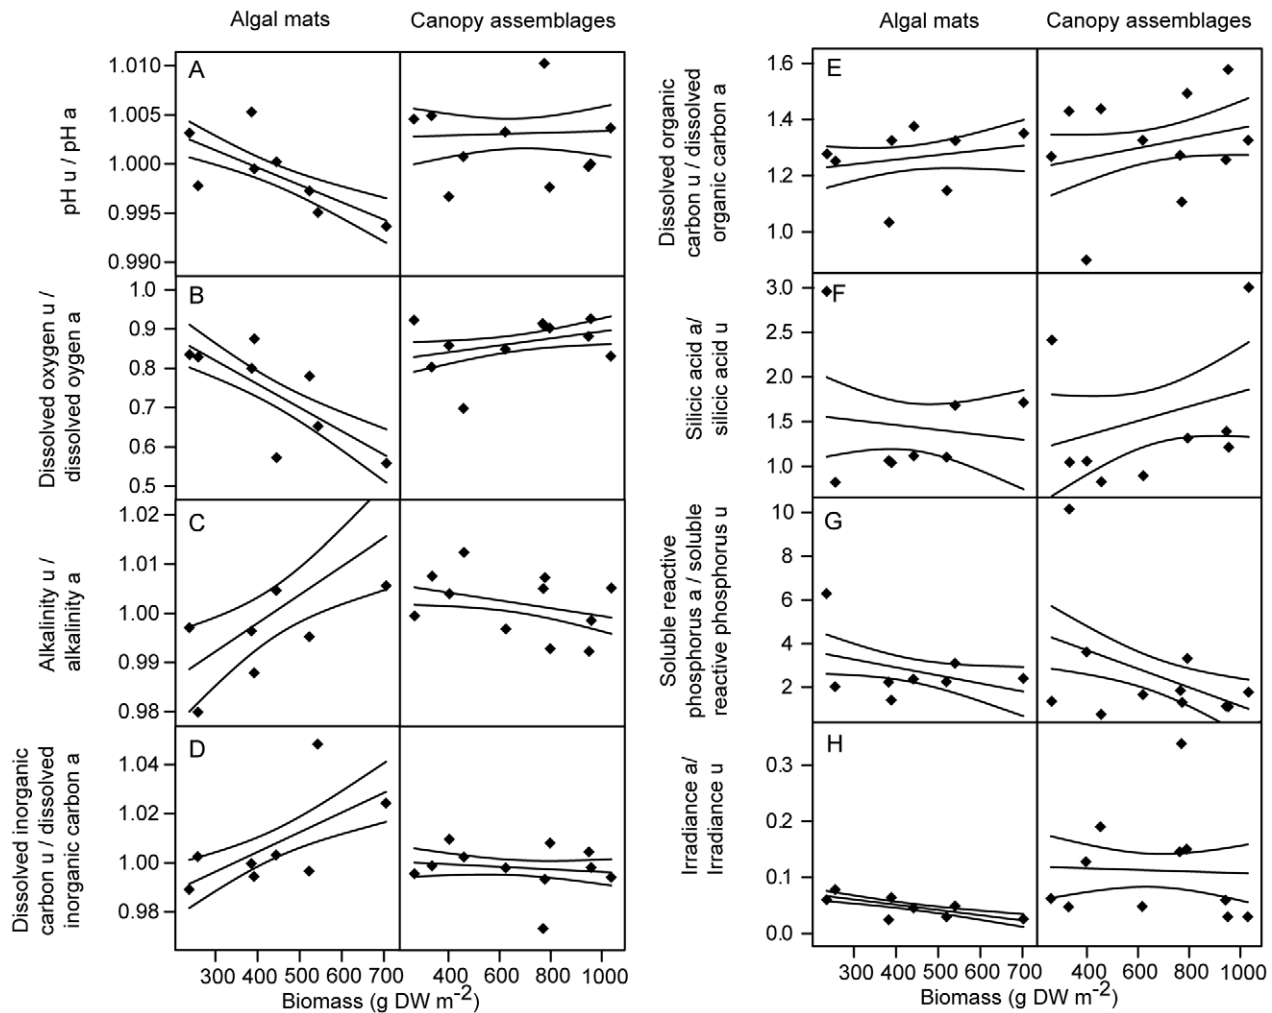 Algal mats
Canopy assemblages
A
pH u / pH a
1.010
1.005
1.000
0.995
0.990
B
Dissolved oxygen u /
dissolved oygen a
1.0
0.9
0.8
0.7
0.6
0.5
C
Alkalinity u /
alkalinity a
1.02
1.010
1.00
0.99
0.98
D
Dissolved inorganic
carbon u / dissolved
inorganic carbon a
1.04
1.02
1.00
0.98
300 400 500 600 700
400 600 800 1000
Biomass (g DW m-2)
Algal mats
Canopy assemblages
E
Dissolved organic
carbon u / dissolved
organic carbon a
1.6
1.4
1.2
1.0
F
Silicic acid a/
silicic acid u
3.0
2.5
2.0
1.5
1.0
G
Soluble reactive
phosphorus a / soluble
reactive phosphorus u
10
8
6
4
2
H
Irradiance a/
Irradiance u
0.3
0.2
0.1
0.0
300 400 500 600 700
400 600 800 1000
Biomass (g DW m-2)